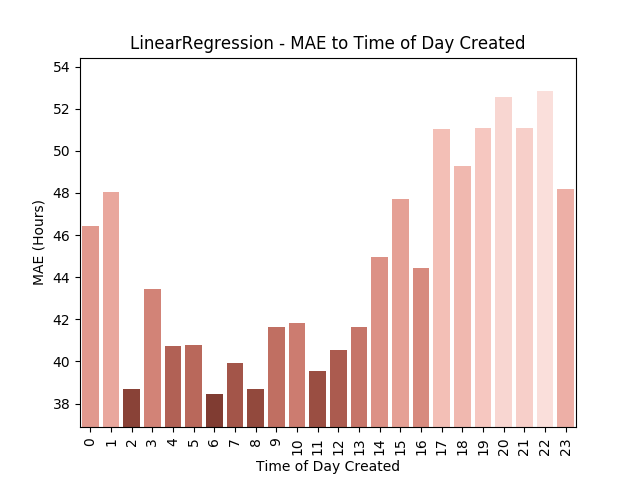 LinearRegression - MAE to Time of Day Created
54
52
50
48
46
44
42
40
38
MAE (Hours)
0 1 2 3 4 5 6 7 8 9 10 11 12 13 14 15 16 17 18 19 20 21 22 23
Time of Day Created